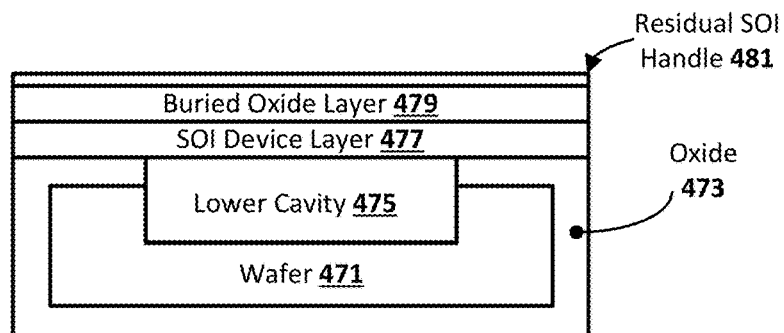 Residual SOI
Handle 481
Buried Oxide Layer 479
SOI Device Layer 477
Oxide
473
Lower Cavity 475
Wafer 471